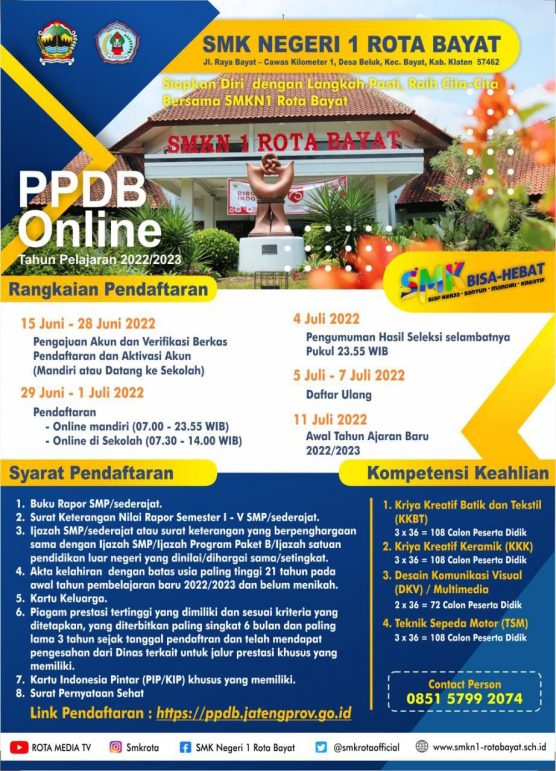 SMK NEGERI 1 ROTA BAYAT
JL. Raya Bayat – Cawas Kilometer 1, Desa Beluk, Kec. Bayat, Kab. Klaten 57462
Siapkan Diri dengan Langkah Pasti, Raih Cita-Cita
Bersama SMKN1 Rota Bayat
SMKN 1 ROTA BAYAT
PPDB
Online
Tahun Pelajaran 2022/2023
SMK BISA-HEBAT
SIAP KERJA · SANTUN · MANDIRI · KREATIF
Rangkaian Pendaftaran
15 Juni - 28 Juni 2022
Pengajuan Akun dan Verifikasi Berkas
Pendaftaran dan Aktivasi Akun
(Mandiri atau Datang ke Sekolah)
29 Juni - 1 Juli 2022
Pendaftaran
- Online mandiri (07.00 - 23.55 WIB)
- Online di Sekolah (07.30 - 14.00 WIB)
4 Juli 2022
Pengumuman Hasil Seleksi selambatnya
Pukul 23.55 WIB
5 Juli - 7 Juli 2022
Daftar Ulang
11 Juli 2022
Awal Tahun Ajaran Baru
2022/2023
Syarat Pendaftaran
1. Buku Rapor SMP/sederajat.
2. Surat Keterangan Nilai Rapor Semester I - V SMP/sederajat.
3. Ijazah SMP/sederajat atau surat keterangan yang berpenghargaan
sama dengan Ijazah SMP/Ijazah Program Paket B/Ijazah satuan
pendidikan luar negeri yang dinilai/dihargai sama/setingkat.
4. Akta kelahiran dengan batas usia paling tinggi 21 tahun pada
awal tahun pembelajaran baru 2022/2023 dan belum menikah.
5. Kartu Keluarga.
6. Piagam prestasi tertinggi yang dimiliki dan sesuai kriteria yang
ditetapkan, yang diterbitkan paling singkat 6 bulan dan paling
lama 3 tahun sejak tanggal pendaftran dan telah mendapat
pengesahan dari Dinas terkait untuk jalur prestasi khusus yang
memiliki.
7. Kartu Indonesia Pintar (PIP/KIP) khusus yang memiliki.
8. Surat Pernyataan Sehat
Link Pendaftaran : https://ppdb.jatengprov.go.id
Kompetensi Keahlian
1. Kriya Kreatif Batik dan Tekstil
(KKBT)
3 x 36 = 108 Calon Peserta Didik
2. Kriya Kreatif Keramik (KKK)
3 x 36 = 108 Calon Peserta Didik
3. Desain Komunikasi Visual
(DKV) / Multimedia
2 x 36 = 72 Calon Peserta Didik
4. Teknik Sepeda Motor (TSM)
3 x 36 = 108 Calon Peserta Didik
Contact Person
0851 5799 2074
ROTA MEDIA TV
Smkrota
SMK Negeri 1 Rota Bayat
@smkrotaofficial
www.smkn1-rotabayat.sch.id